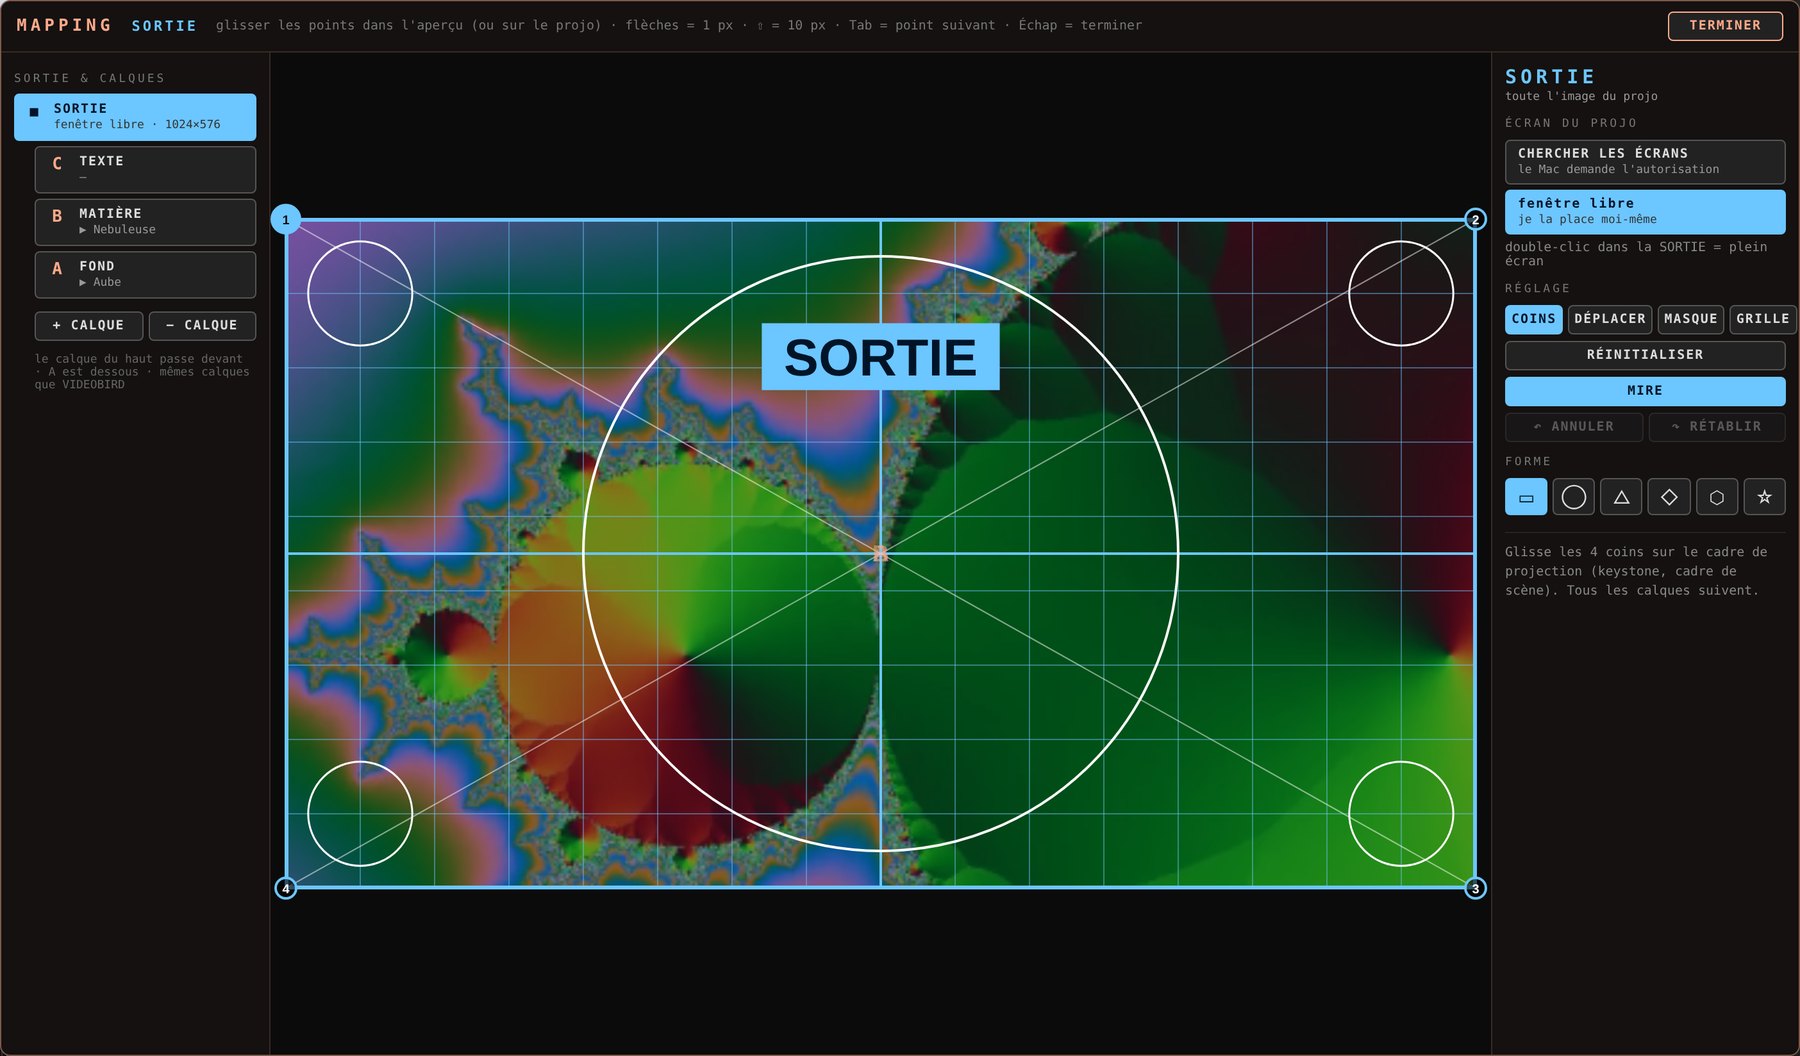 MAPPING SORTIE glisser les points dans l'aperçu (ou sur le projo) · flèches = 1 px · ⇧ = 10 px · Tab = point suivant · Échap = terminer TERMINER
SORTIE & CALQUES
■ SORTIE
fenêtre libre · 1024×576
C TEXTE
—
B MATIÈRE
▶ Nebuleuse
A FOND
▶ Aube
+ CALQUE − CALQUE
le calque du haut passe devant
· A est dessous · mêmes calques
que VIDEOBIRD
1
2
SORTIE
4
3
SORTIE
toute l'image du projo
ÉCRAN DU PROJO
CHERCHER LES ÉCRANS
le Mac demande l'autorisation
fenêtre libre
je la place moi-même
double-clic dans la SORTIE = plein
écran
RÉGLAGE
COINS DÉPLACER MASQUE GRILLE
RÉINITIALISER
MIRE
↶ ANNULER ↷ RÉTABLIR
FORME
Glisse les 4 coins sur le cadre de
projection (keystone, cadre de
scène). Tous les calques suivent.